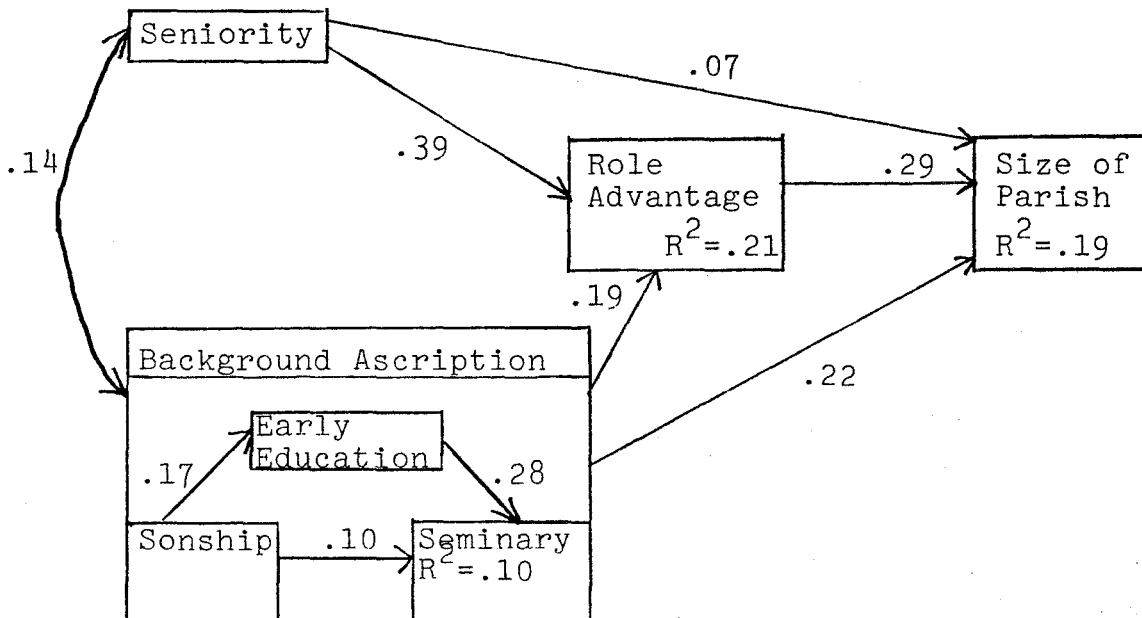 Seniority
.07
.14
.39
Role
Advantage
R²=.21
.29
Size of
Parish
R²=.19
.19
Background Ascription
.22
Early
Education
.17
.28
Sonship
.10
Seminary
R²=.10